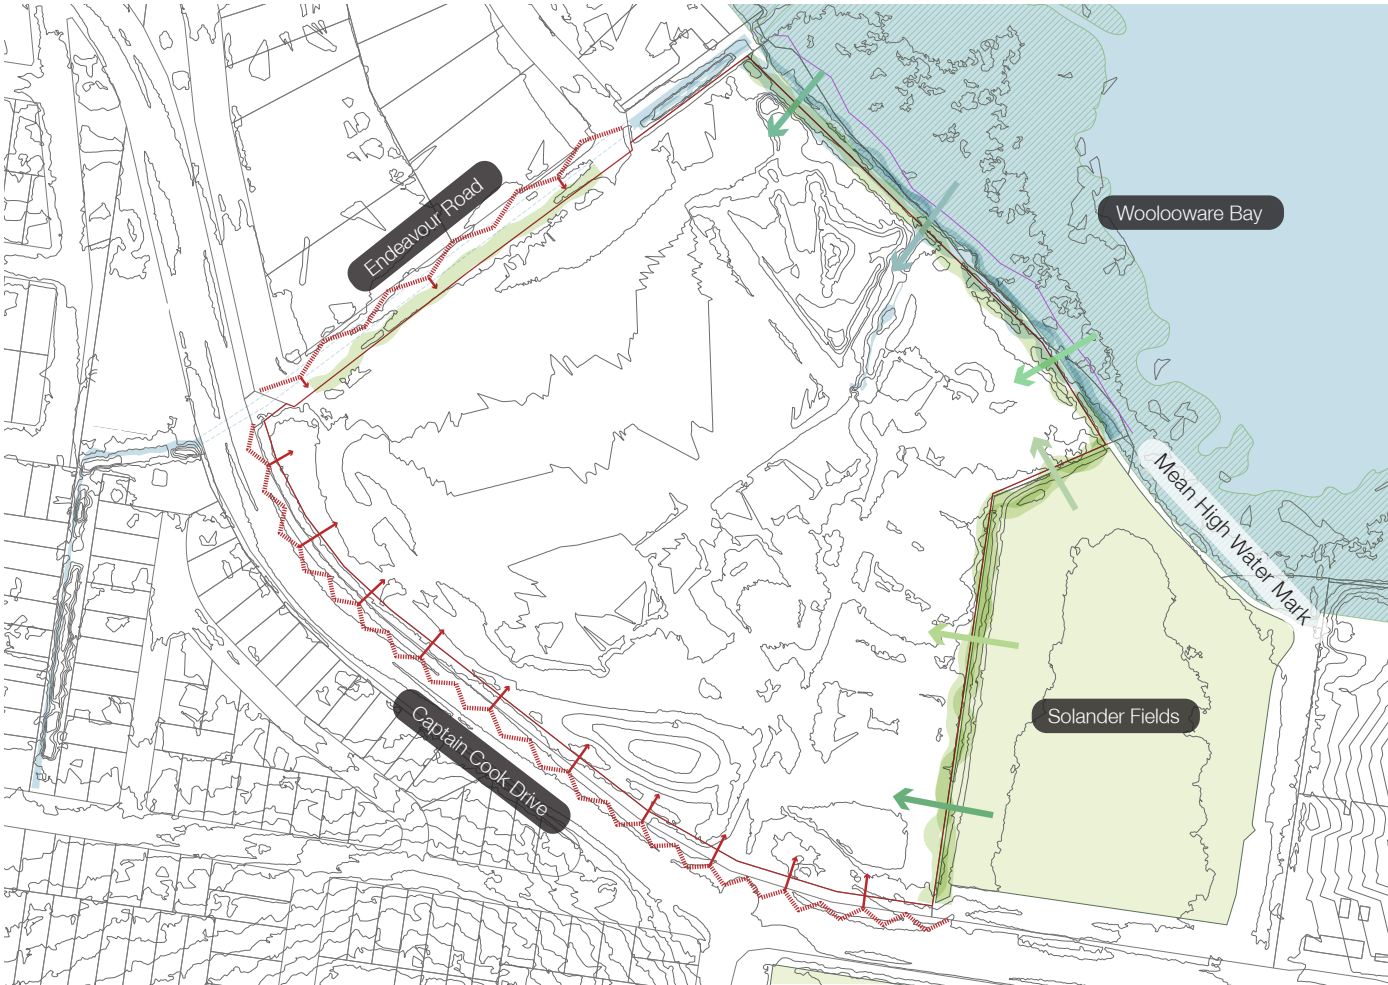 Endeavour Road
Woolooware Bay
Mean High Water Mark
Solander Fields
Captain Cook Drive